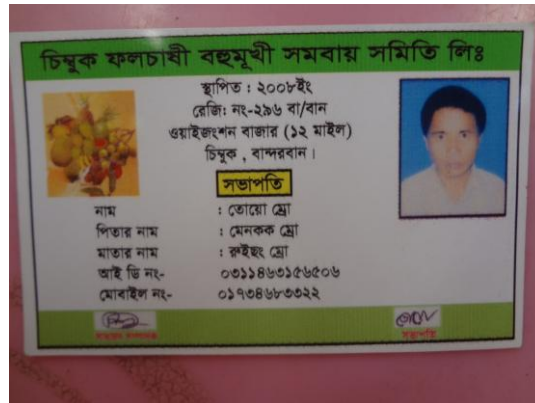 চিম্বুক ফলচাষী বহুমূখী সমবায় সমিতি লিঃ
স্থাপিত : ২০০৮ইং
রেজি: নং-২৯৬ বা/বান
ওয়াইজংশন বাজার (১২ মাইল)
চিম্বুক , বান্দরবান ।
সভাপতি
নাম : তোয়ো ম্রো
পিতার নাম : মেনকক ম্রো
মাতার নাম : রুইছং ম্রো
আই ডি নং- ০৩১১৪৬৩১৫৬৫০৬
মোবাইল নং- ০১৭৩৪৬৮৩৩২২
সভাপতি